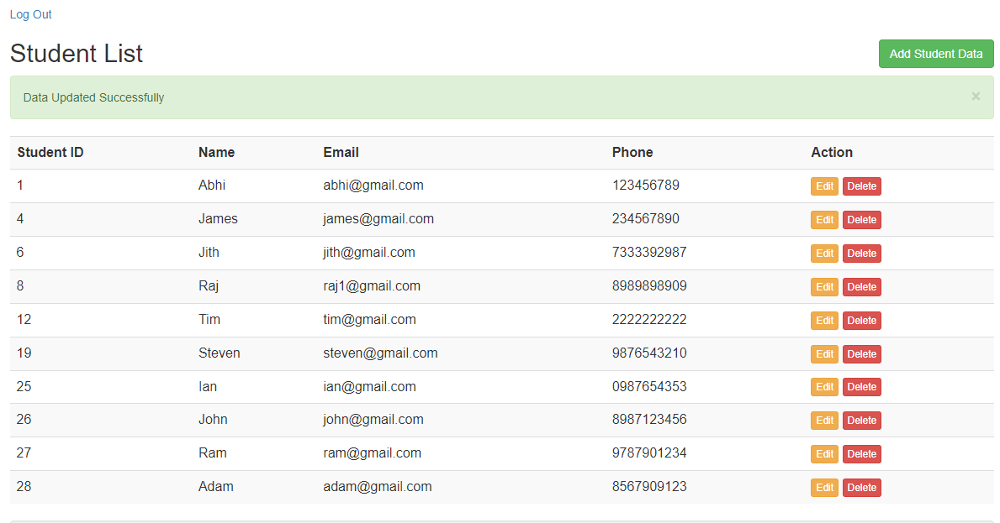 Log Out
Student List Add Student Data
Data Updated Successfully ×
Student ID Name Email Phone Action
1 Abhi abhi@gmail.com 123456789 Edit Delete
4 James james@gmail.com 234567890 Edit Delete
6 Jith jith@gmail.com 7333392987 Edit Delete
8 Raj raj1@gmail.com 8989898909 Edit Delete
12 Tim tim@gmail.com 2222222222 Edit Delete
19 Steven steven@gmail.com 9876543210 Edit Delete
25 Ian ian@gmail.com 0987654353 Edit Delete
26 John john@gmail.com 8987123456 Edit Delete
27 Ram ram@gmail.com 9787901234 Edit Delete
28 Adam adam@gmail.com 8567909123 Edit Delete